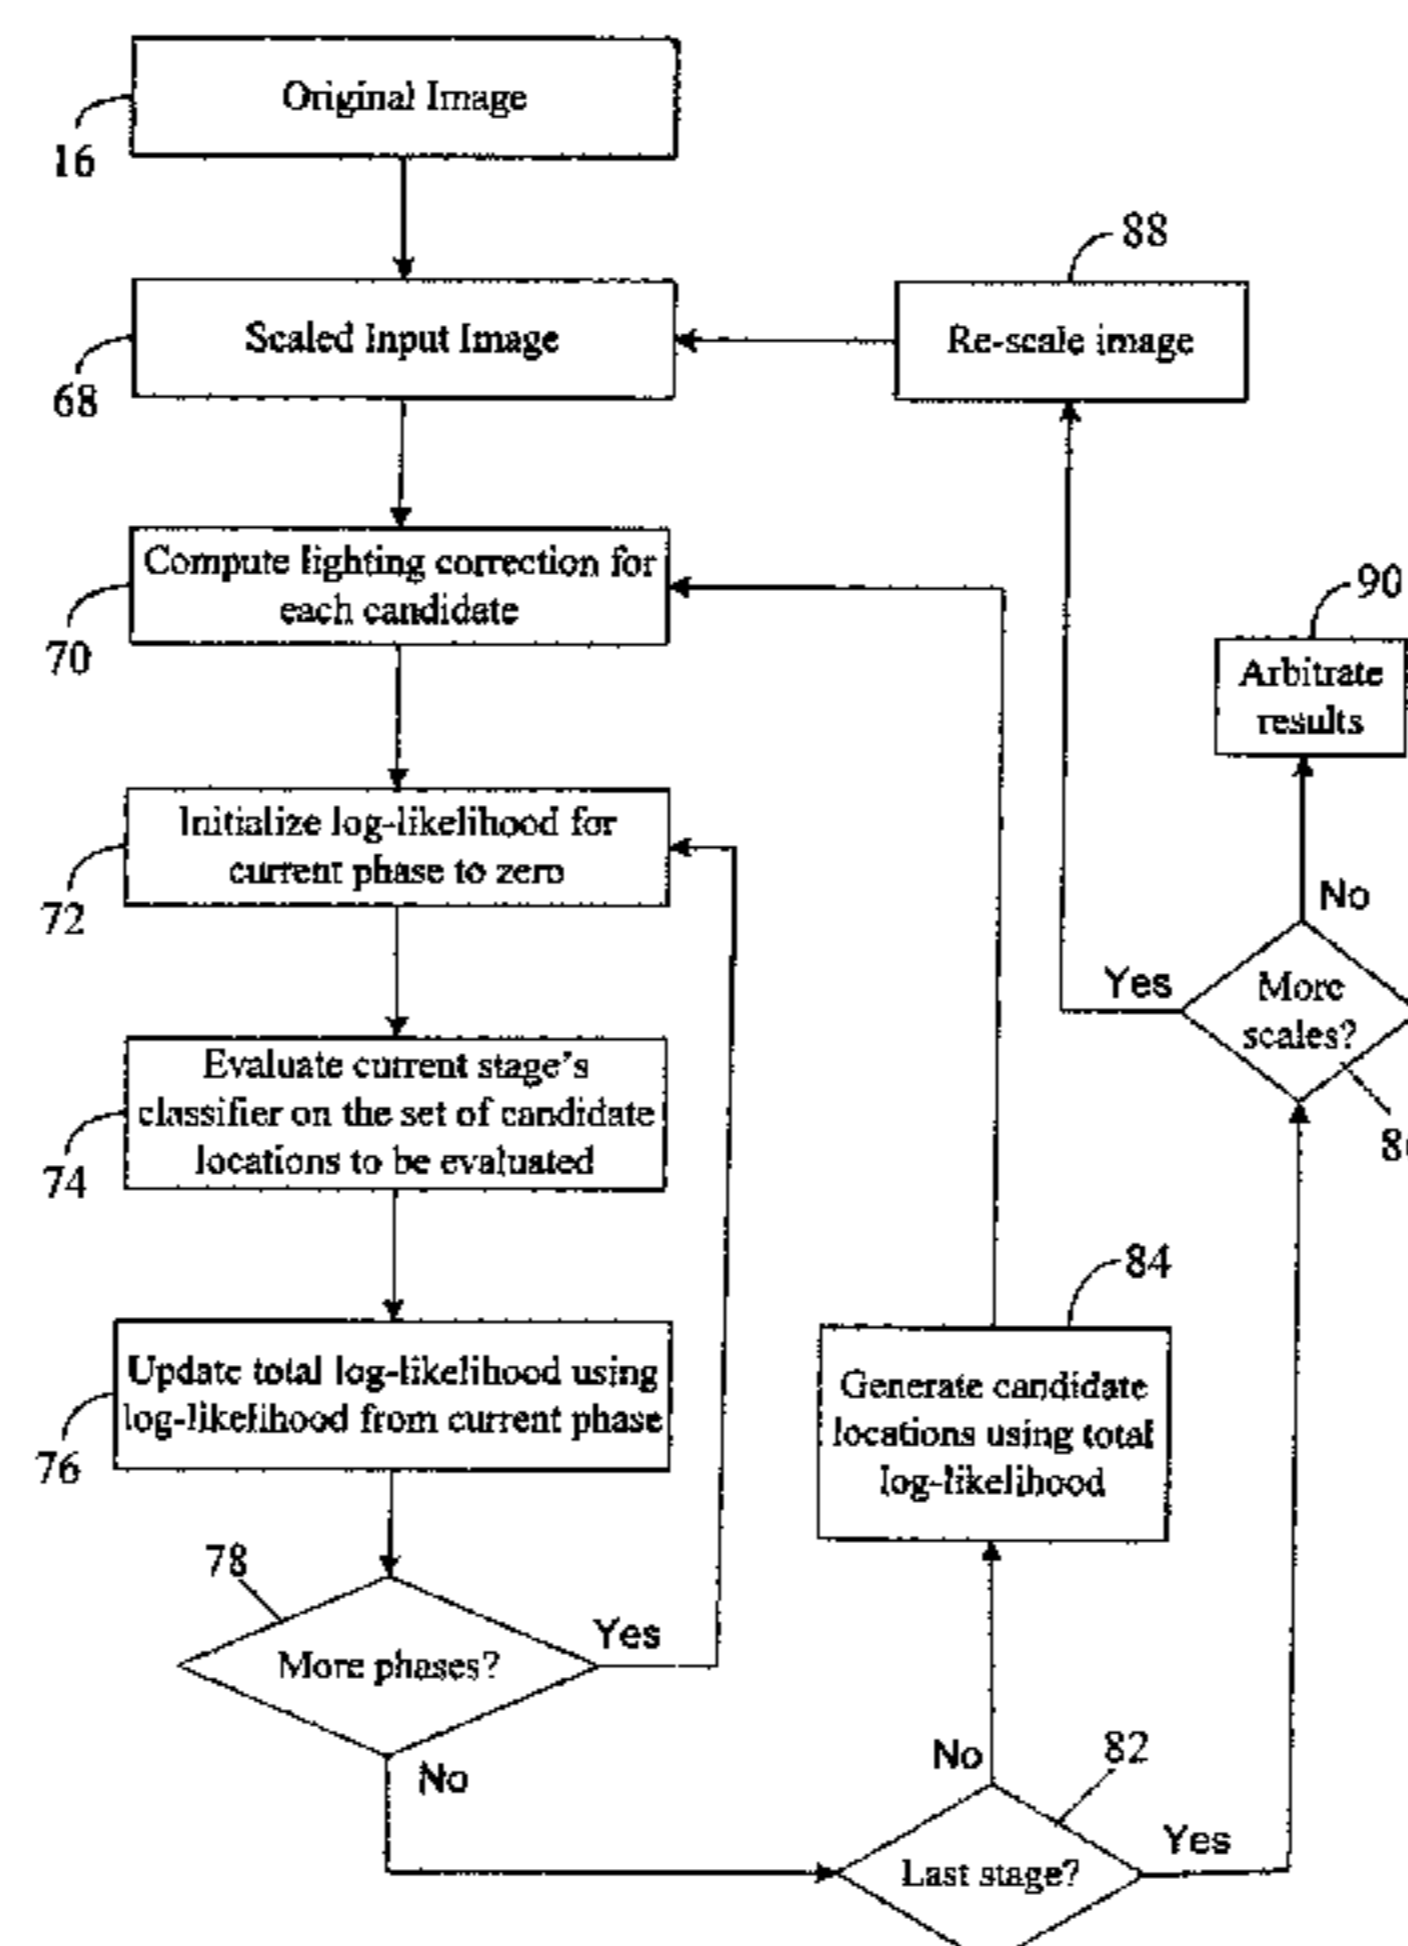 Original Image
16
88
Scaled Input Image
Re-scale image
68
Compute lighting correction for
each candidate
70
90
Arbitrate
results
Initialize log-likelihood for
current phase to zero
72
No
Yes
More
scales?
Evaluate current stage's
classifier on the set of candidate
locations to be evaluated
74
84
Update total log-likelihood using
log-likelihood from current phase
76
Generate candidate
locations using total
log-likelihood
78
More phases?
Yes
No
No
82
Last stage?
Yes